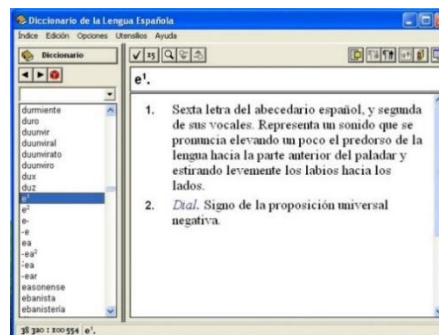 Diccionario de la Lengua Española
Índice Edición Opciones Utensilios Ayuda
Diccionario
e¹.
durmiente
duro
duunvir
duunviral
duunvirato
duunviro
dux
duz
e¹
e²
e-
-e
ea
-ea²
-´ea
-ear
easonense
ebanista
ebanistería
1. Sexta letra del abecedario español, y segunda
de sus vocales. Representa un sonido que se
pronuncia elevando un poco el predorso de la
lengua hacia la parte anterior del paladar y
estirando levemente los labios hacia los
lados.
2. Dial. Signo de la proposición universal
negativa.
38 320 : 100 554 e¹.